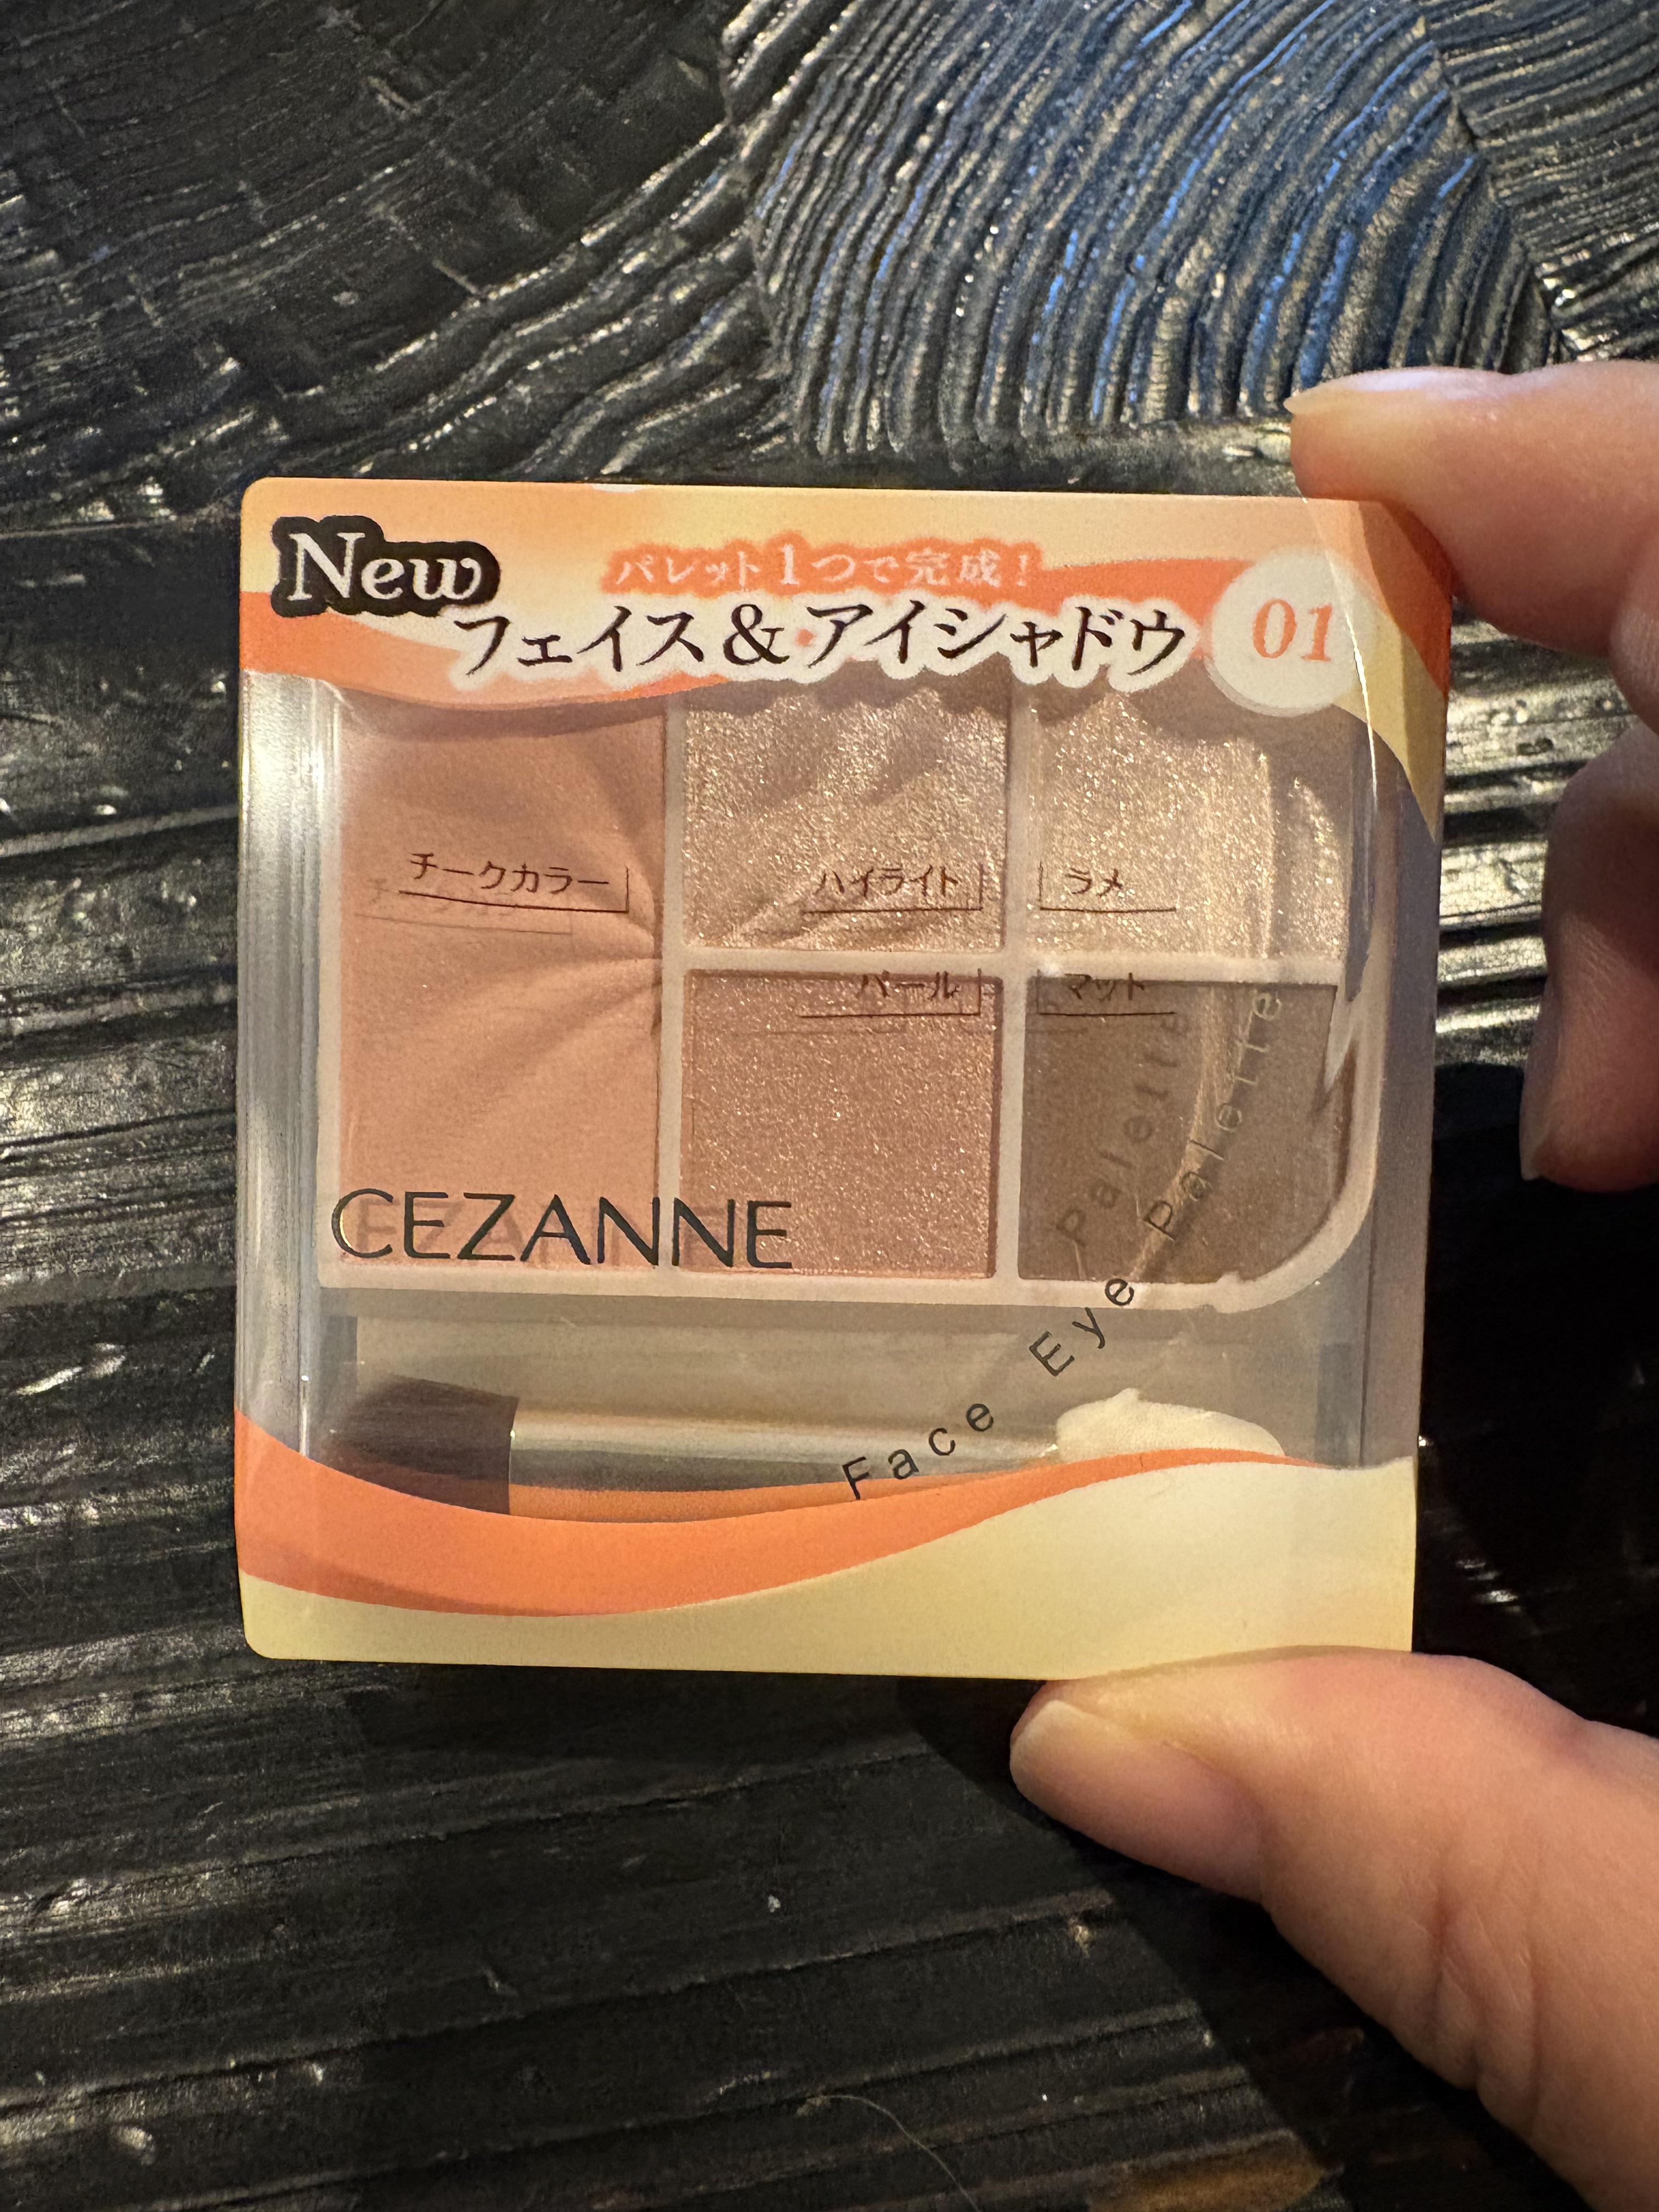 New
パレット1つで完成!
フェイス&アイシャドウ
01
チークカラー
ハイライト
ラメ
パール
マット
CEZANNE
Face Eye Palette